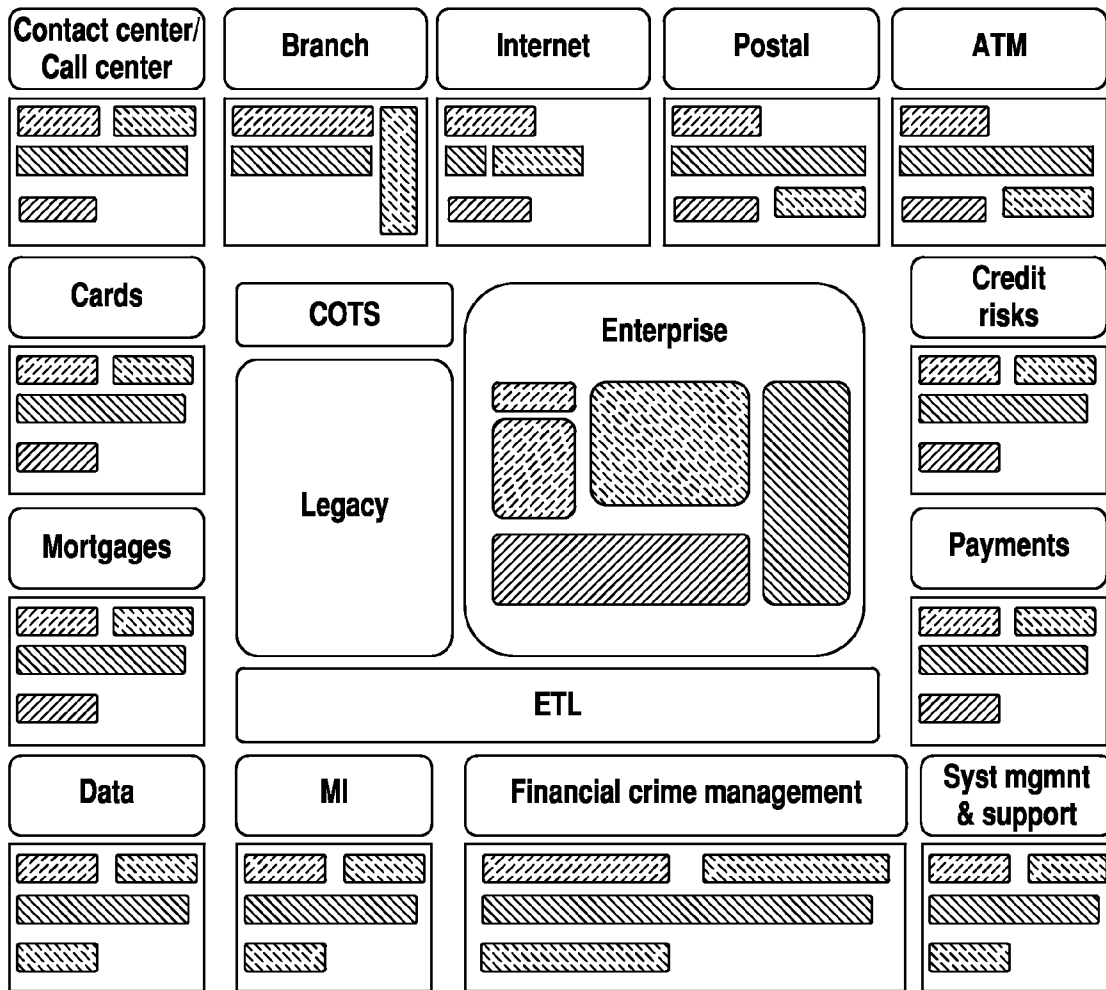 Contact center/
Call center
Branch
Internet
Postal
ATM
Cards
COTS
Enterprise
Credit
risks
Legacy
Mortgages
Payments
ETL
Data
MI
Financial crime management
Syst mgmnt
& support